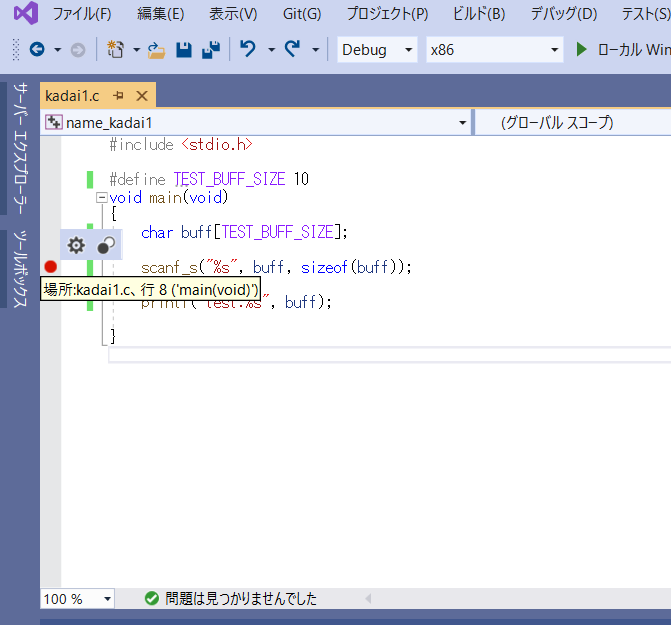 ファイル(F) 編集(E) 表示(V) Git(G) プロジェクト(P) ビルド(B) デバッグ(D) テスト(S)
Debug x86 ローカル Win
サーバー エクスプローラー
ツールボックス
kadai1.c
name_kadai1 (グローバル スコープ)
#include <stdio.h>
#define TEST_BUFF_SIZE 10
void main(void)
{
char buff[TEST_BUFF_SIZE];
scanf_s("%s", buff, sizeof(buff));
場所:kadai1.c、行 8 ('main(void)')
printf("test:%s", buff);
}
100 % 問題は見つかりませんでした